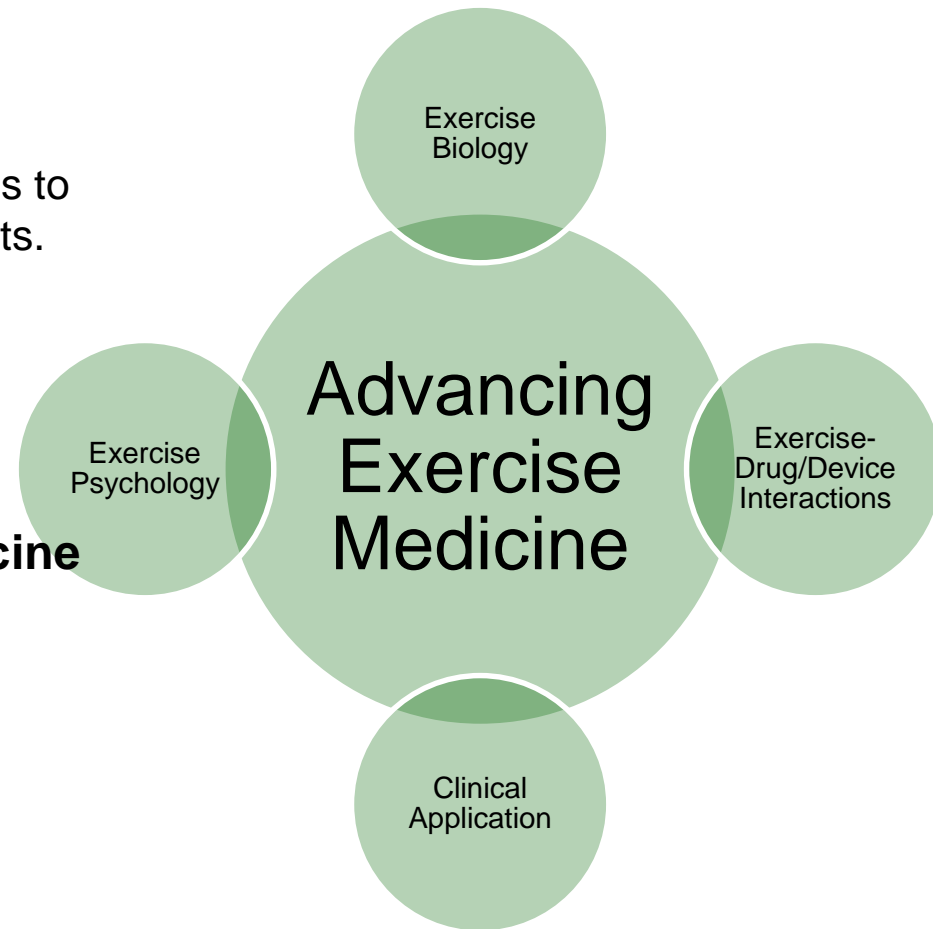 Exercise
Biology
s to
ts.
Advancing
Exercise
Medicine
Exercise
Psychology
Exercise-
Drug/Device
Interactions
cine
Clinical
Application